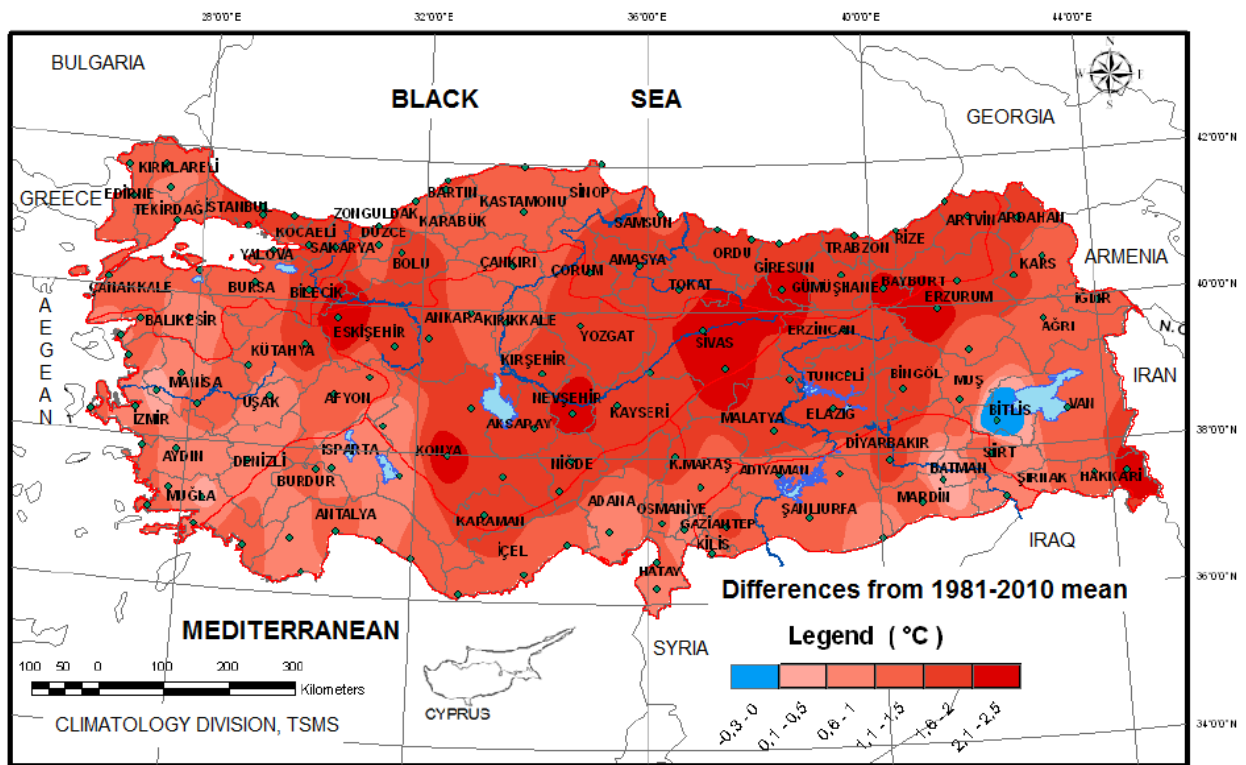 28°0'0"E 32°0'0"E 36°0'0"E 40°0'0"E 44°0'0"E
BULGARIA
BLACK SEA
N
W E
S
GEORGIA
42°0'0"N
KIRKLARELİ
GREECE
EDİRNE
TEKİRDAĞ
İSTANBUL
KOCAELİ
SAKARYA
YALOVA
ZONGULDAK
DÜZCE
BARTIN
KARABÜK
KASTAMONU
SİNOP
SAMSUN
ORDU
GİRESUN
TRABZON
RİZE
ARTVİN
ARDAHAN
KARS
ARMENIA
ÇANAKKALE
BURSA
BİLECİK
BOLU
ÇANKIRI
ÇORUM
AMASYA
TOKAT
GÜMÜŞHANE
BAYBURT
ERZURUM
IĞDIR
AĞRI
40°0'0"N
AEGEAN
BALIKESİR
ESKİŞEHİR
KÜTAHYA
ANKARA
KIRIKKALE
YOZGAT
SİVAS
ERZİNCAN
KIRŞEHİR
TUNCELİ
BİNGÖL
MUŞ
IRAN
MANİSA
UŞAK
AFYON
NEVŞEHİR
KAYSERİ
AKSARAY
MALATYA
ELAZIĞ
BİTLİS
VAN
İZMİR
38°0'0"N
AYDIN
DENİZLİ
ISPARTA
BURDUR
KONYA
NİĞDE
K.MARAŞ
ADIYAMAN
DİYARBAKIR
SİİRT
BATMAN
ŞIRNAK
HAKKARİ
MUĞLA
ANTALYA
KARAMAN
İÇEL
ADANA
OSMANİYE
GAZİANTEP
KİLİS
ŞANLIURFA
MARDİN
HATAY
IRAQ
36°0'0"N
Differences from 1981-2010 mean
MEDITERRANEAN
SYRIA
Legend ( °C)
100 50 0 100 200 300
Kilometers
CYPRUS
-0,3 - 0
0,1 - 0,5
0,6 - 1
1,1 - 1,5
1,6 - 2
2,1 - 2,5
CLIMATOLOGY DIVISION, TSMS
34°0'0"N